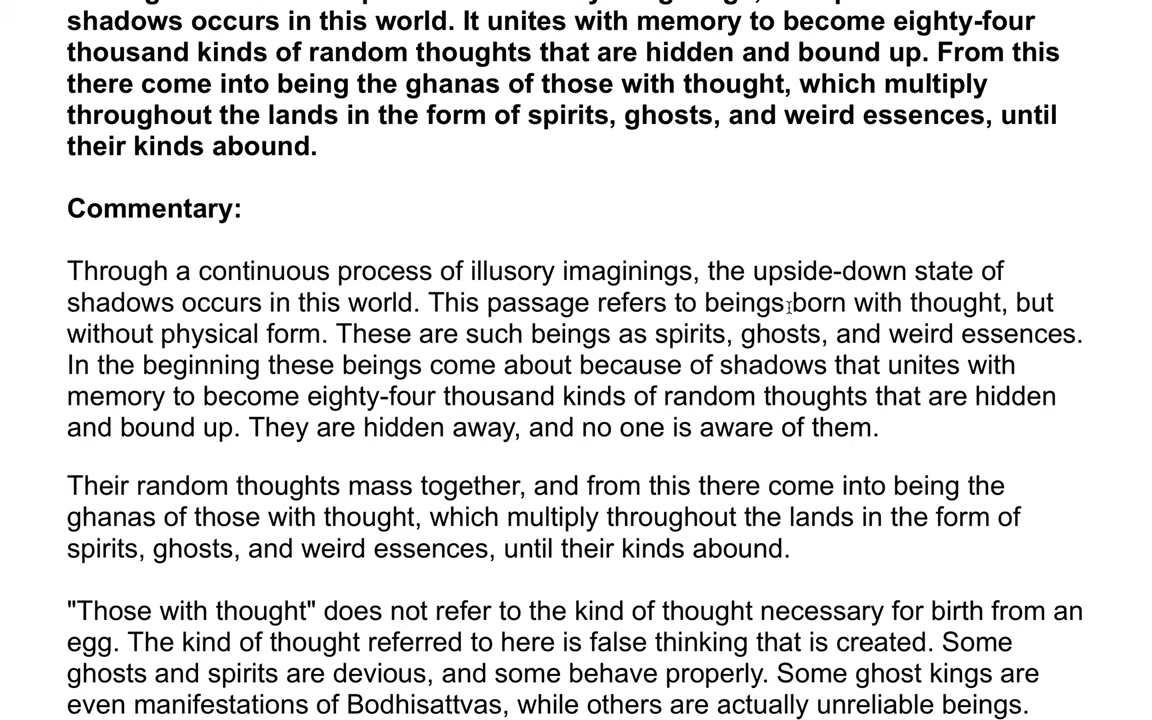 shadows occurs in this world. It unites with memory to become eighty-four
thousand kinds of random thoughts that are hidden and bound up. From this
there come into being the ghanas of those with thought, which multiply
throughout the lands in the form of spirits, ghosts, and weird essences, until
their kinds abound.
Commentary:
Through a continuous process of illusory imaginings, the upside-down state of
shadows occurs in this world. This passage refers to beings born with thought, but
without physical form. These are such beings as spirits, ghosts, and weird essences.
In the beginning these beings come about because of shadows that unites with
memory to become eighty-four thousand kinds of random thoughts that are hidden
and bound up. They are hidden away, and no one is aware of them.
Their random thoughts mass together, and from this there come into being the
ghanas of those with thought, which multiply throughout the lands in the form of
spirits, ghosts, and weird essences, until their kinds abound.
"Those with thought" does not refer to the kind of thought necessary for birth from an
egg. The kind of thought referred to here is false thinking that is created. Some
ghosts and spirits are devious, and some behave properly. Some ghost kings are
even manifestations of Bodhisattvas, while others are actually unreliable beings.